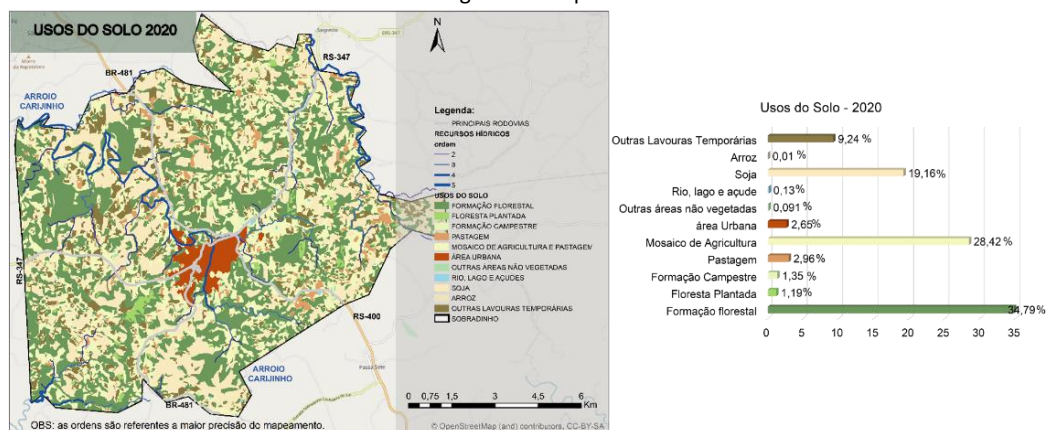 USOS DO SOLO 2020
N
RS-347
BR-481
ARROIO
CARIJINHO
RS-347
RS-400
ARROIO
CARIJINHO
BR-481
OBS: as ordens são referentes a maior precisão do mapeamento.
Legenda:
PRINCIPAIS RODOVIAS
RECURSOS HÍDRICOS
ordem
2
3
4
5
USOS DO SOLO
FORMAÇÃO FLORESTAL
FLORESTA PLANTADA
FORMAÇÃO CAMPESTRE
PASTAGEM
MOSAICO DE AGRICULTURA E PASTAGEM
ÁREA URBANA
OUTRAS AREAS NÃO VEGETADAS
RIO, LAGO E AÇUDES
SOJA
ARROZ
OUTRAS LAVOURAS TEMPORÁRIAS
SOBRADINHO
0 0,75 1,5 3 4,5 6
Km
© OpenStreetMap (and) contributors, CC-BY-SA
Usos do Solo - 2020
Outras Lavouras Temporárias 9,24 %
Arroz 0,01 %
Soja 19,16%
Rio, lago e açude 0,13%
Outras áreas não vegetadas 0,091 %
área Urbana 2,65%
Mosaico de Agricultura 28,42 %
Pastagem 2,96%
Formação Campestre 1,35 %
Floresta Plantada 1,19%
Formação florestal 34,79%
0 5 10 15 20 25 30 35